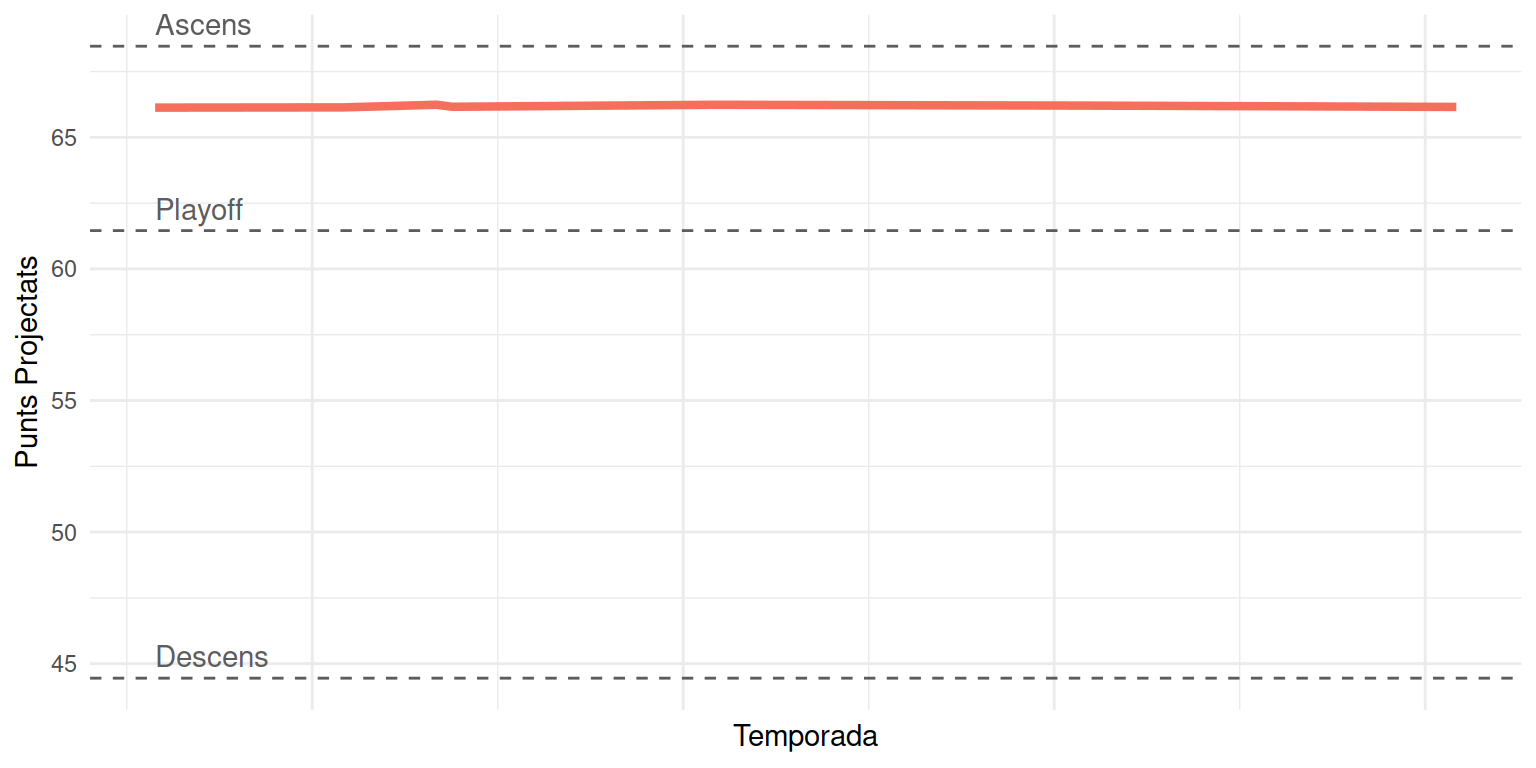 Ascens
65
Playoff
60
55
50
Descens
45
Punts Projectats
Temporada